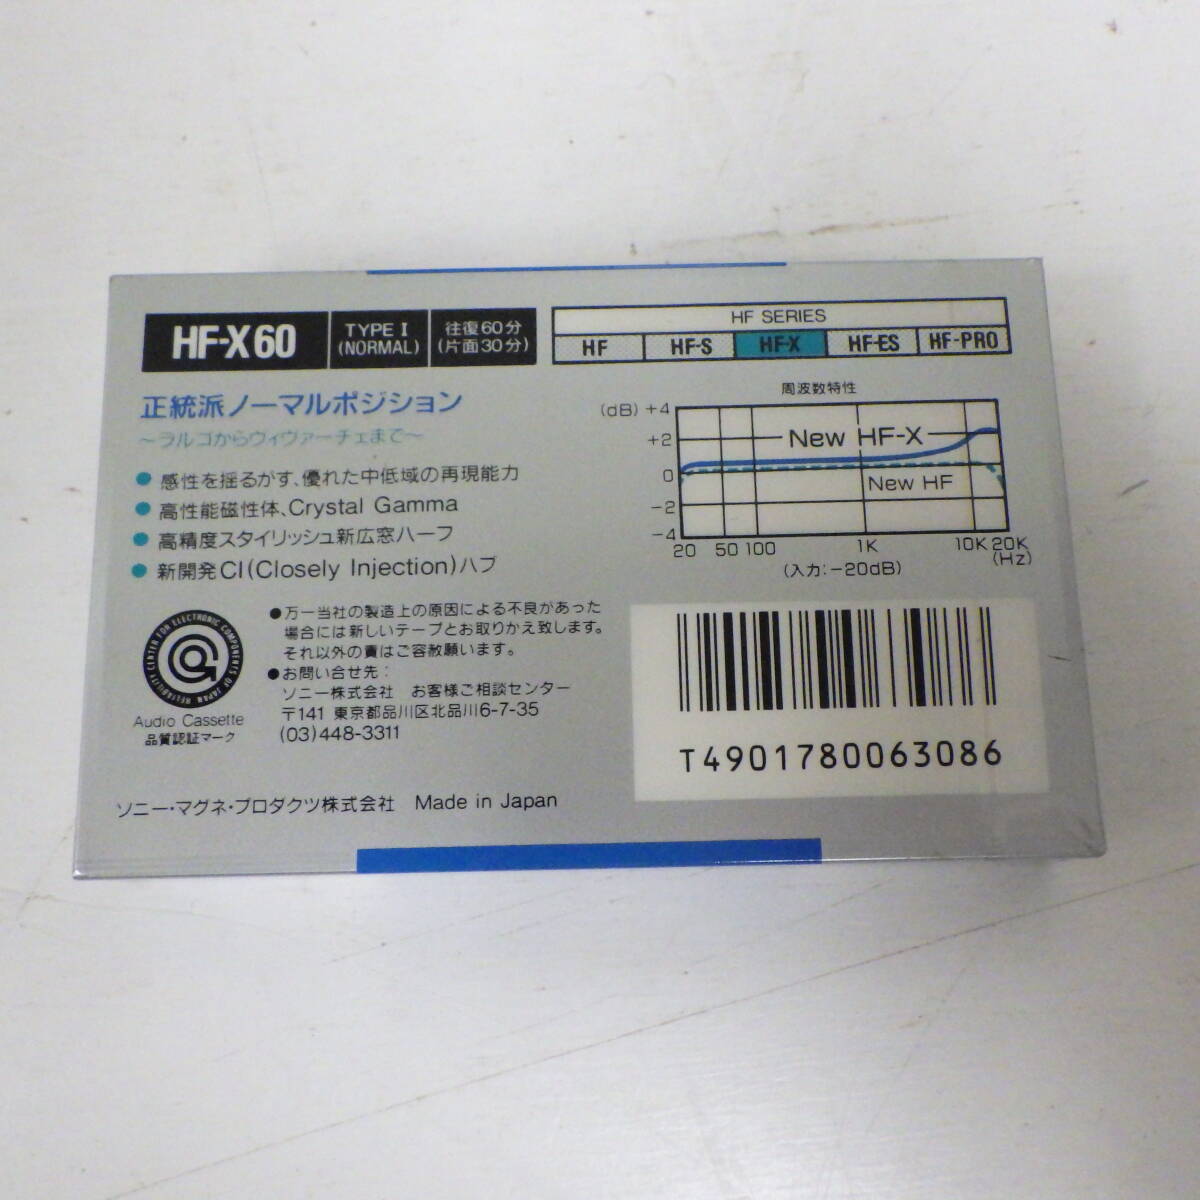 HF-X60
TYPE I
(NORMAL)
往復60分
(片面30分)
HF SERIES
HF HF-S HF-X HF-ES HF-PRO
正統派ノーマルポジション
〜ラルゴからヴィヴァーチェまで〜
● 感性を揺るがす、優れた中低域の再現能力
● 高性能磁性体、Crystal Gamma
● 高精度スタイリッシュ新広窓ハーフ
● 新開発CI(Closely Injection)ハブ
周波数特性
(dB) +4
+2
0
-2
-4
New HF-X
New HF
20 50 100 1K 10K 20K
(Hz)
(入力:-20dB)
RELIABILITY CENTER FOR ELECTRONIC COMPONENTS OF JAPAN
Audio Cassette
品質認証マーク
●万一当社の製造上の原因による不良があった
場合には新しいテープとお取りかえ致します。
それ以外の責はご容赦願います。
●お問い合せ先:
ソニー株式会社 お客様ご相談センター
〒141 東京都品川区北品川6-7-35
(03)448-3311
T4901780063086
ソニー・マグネ・プロダクツ株式会社 Made in Japan